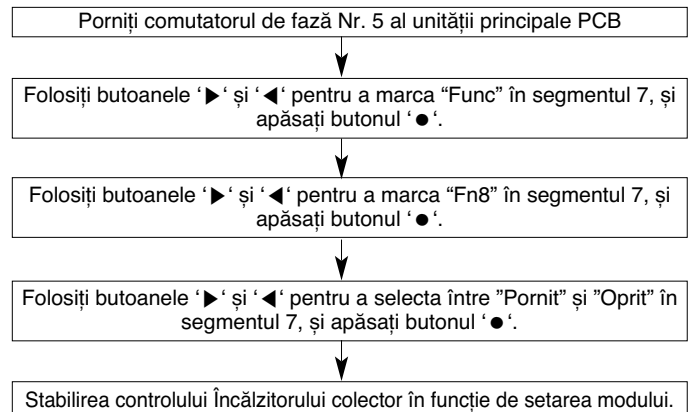 Porniți comutatorul de fază Nr. 5 al unității principale PCB
Folosiți butoanele ‘▶‘ și ‘◀‘ pentru a marca “Func” în segmentul 7, și
apăsați butonul ‘●‘.
Folosiți butoanele ‘▶‘ și ‘◀‘ pentru a marca “Fn8” în segmentul 7, și
apăsați butonul ‘●‘.
Folosiți butoanele ‘▶‘ și ‘◀‘ pentru a selecta între ”Pornit” și ”Oprit” în
segmentul 7, și apăsați butonul ‘●‘.
Stabilirea controlului Încălzitorului colector în funcție de setarea modului.